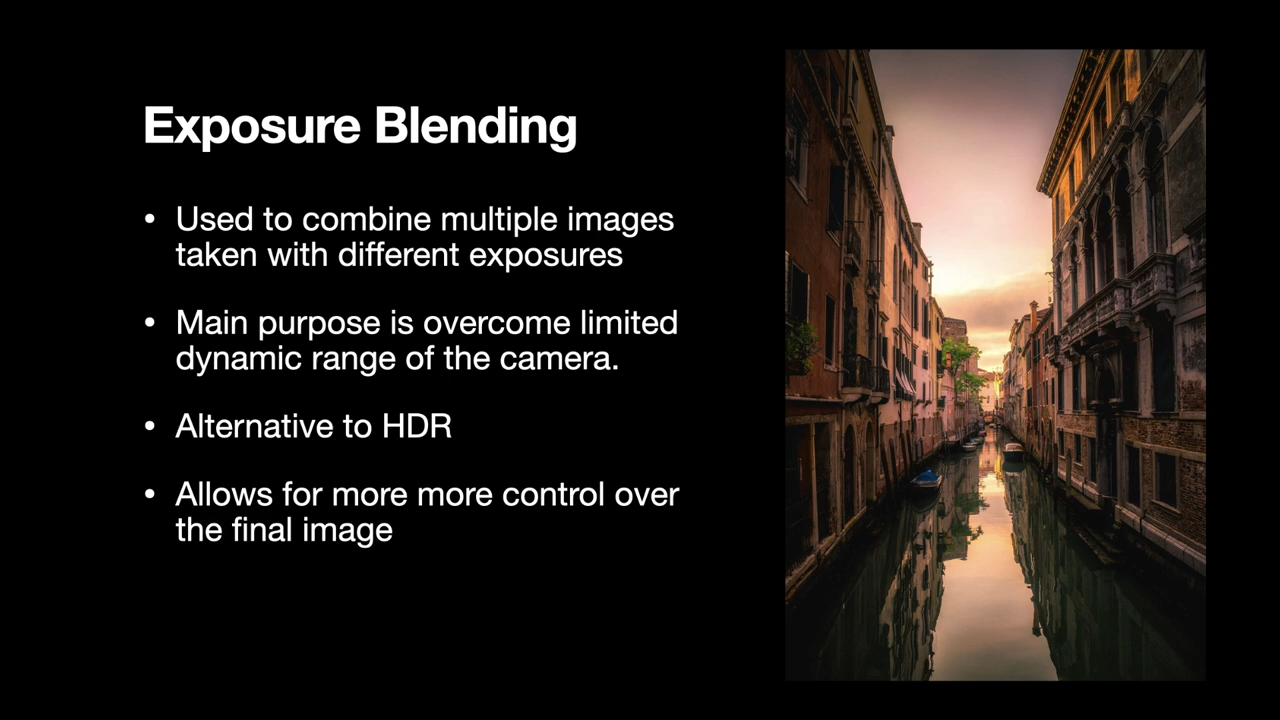 Exposure Blending
• Used to combine multiple images
taken with different exposures
• Main purpose is overcome limited
dynamic range of the camera.
• Alternative to HDR
• Allows for more more control over
the final image